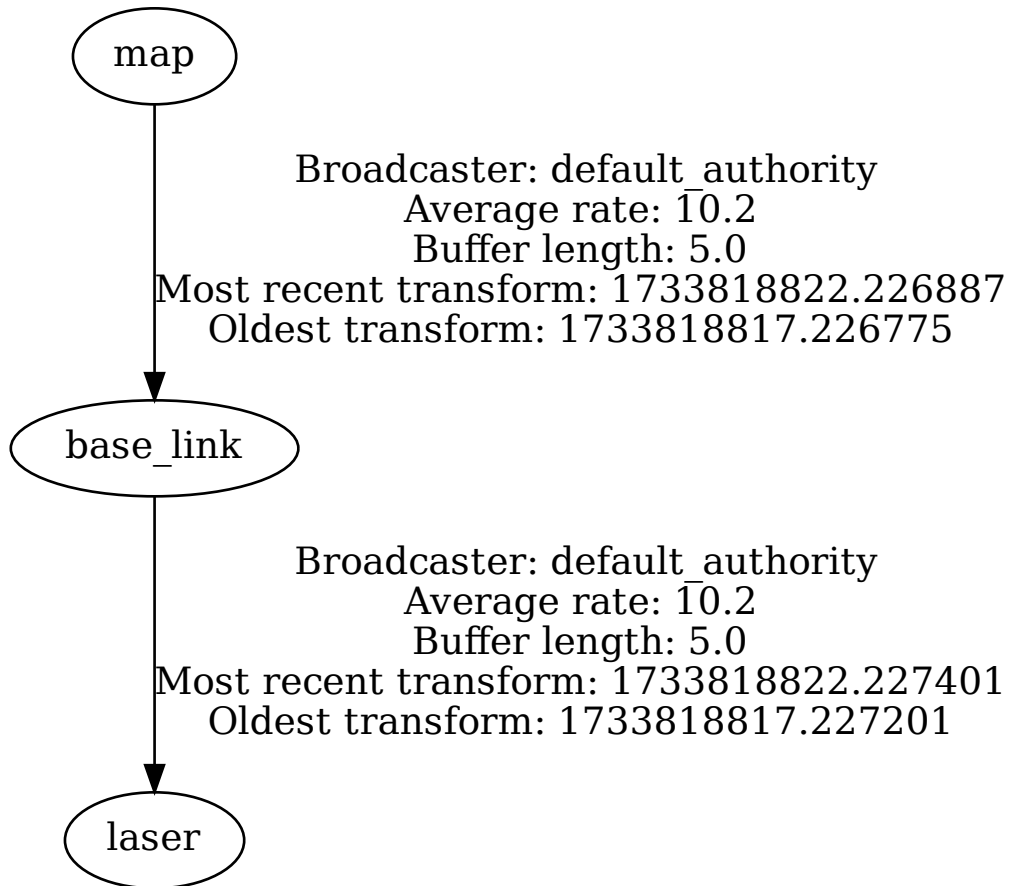 map
Broadcaster: default_authority
Average rate: 10.2
Buffer length: 5.0
Most recent transform: 1733818822.226887
Oldest transform: 1733818817.226775
base_link
Broadcaster: default_authority
Average rate: 10.2
Buffer length: 5.0
Most recent transform: 1733818822.227401
Oldest transform: 1733818817.227201
laser